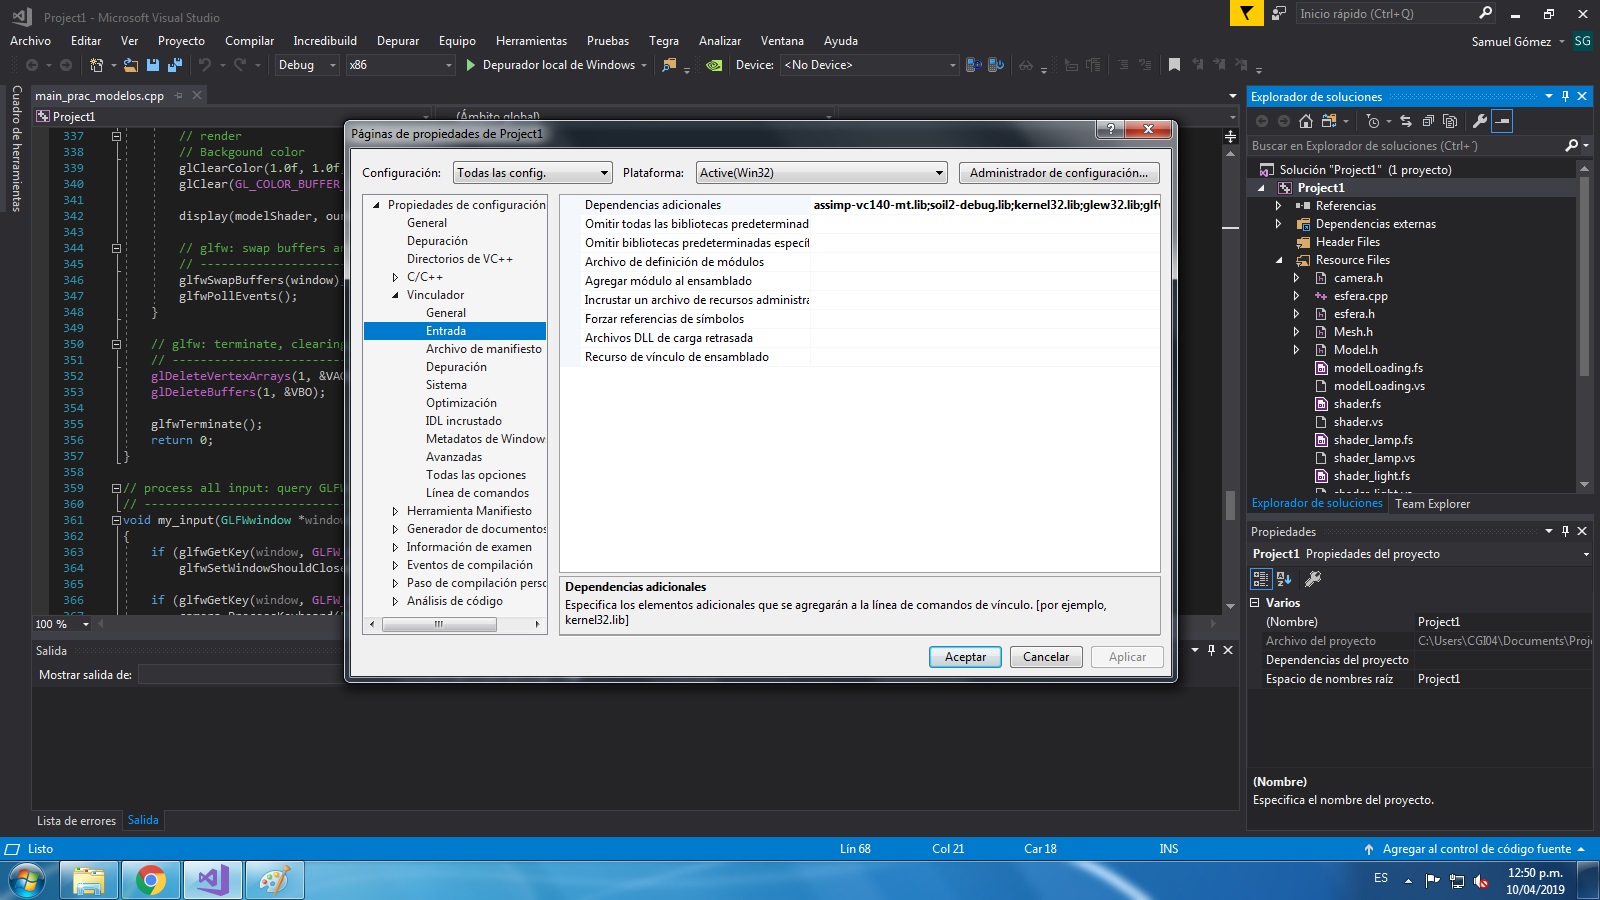 Project1 - Microsoft Visual Studio
Inicio rápido (Ctrl+Q)
Archivo Editar Ver Proyecto Compilar Incredibuild Depurar Equipo Herramientas Pruebas Tegra Analizar Ventana Ayuda
Samuel Gómez SG
Debug x86 Depurador local de Windows Device: <No Device>
Cuadro de herramientas
main_prac_modelos.cpp
Project1 (Ámbito global)
337 // render
338 // Backgound color
339 glClearColor(1.0f, 1.0f
340 glClear(GL_COLOR_BUFFER_
341
342 display(modelShader, our
343
344 // glfw: swap buffers an
345 // ------------------
346 glfwSwapBuffers(window)
347 glfwPollEvents();
348 }
349
350 // glfw: terminate, clearing
351 // ----------------------
352 glDeleteVertexArrays(1, &VAO
353 glDeleteBuffers(1, &VBO);
354
355 glfwTerminate();
356 return 0;
357 }
358
359 // process all input: query GLFW
360 // --------------------------
361 void my_input(GLFWwindow *window
362 {
363 if (glfwGetKey(window, GLFW_
364 glfwSetWindowShouldClose
365
366 if (glfwGetKey(window, GLFW_
100 %
Páginas de propiedades de Project1
Configuración: Todas las config. Plataforma: Active(Win32) Administrador de configuración...
Propiedades de configuración
General
Depuración
Directorios de VC++
C/C++
Vinculador
General
Entrada
Archivo de manifiesto
Depuración
Sistema
Optimización
IDL incrustado
Metadatos de Window
Avanzadas
Todas las opciones
Línea de comandos
Herramienta Manifiesto
Generador de documentos
Información de examen
Eventos de compilación
Paso de compilación perso
Análisis de código
Dependencias adicionales assimp-vc140-mt.lib;soil2-debug.lib;kernel32.lib;glew32.lib;glfw
Omitir todas las bibliotecas predeterminad
Omitir bibliotecas predeterminadas específ
Archivo de definición de módulos
Agregar módulo al ensamblado
Incrustar un archivo de recursos administra
Forzar referencias de símbolos
Archivos DLL de carga retrasada
Recurso de vínculo de ensamblado
Dependencias adicionales
Especifica los elementos adicionales que se agregarán a la línea de comandos de vínculo. [por ejemplo,
kernel32.lib]
Aceptar Cancelar Aplicar
Explorador de soluciones
Buscar en Explorador de soluciones (Ctrl+´)
Solución "Project1" (1 proyecto)
Project1
Referencias
Dependencias externas
Header Files
Resource Files
camera.h
esfera.cpp
esfera.h
Mesh.h
Model.h
modelLoading.fs
modelLoading.vs
shader.fs
shader.vs
shader_lamp.fs
shader_lamp.vs
shader_light.fs
shader_light.vs
Explorador de soluciones Team Explorer
Propiedades
Project1 Propiedades del proyecto
Varios
(Nombre) Project1
Archivo del proyecto C:\Users\CGI04\Documents\Proje
Dependencias del proyecto
Espacio de nombres raíz Project1
(Nombre)
Especifica el nombre del proyecto.
Salida
Mostrar salida de:
Lista de errores Salida
Listo Lín 68 Col 21 Car 18 INS Agregar al control de código fuente
ES 12:50 p.m.
10/04/2019